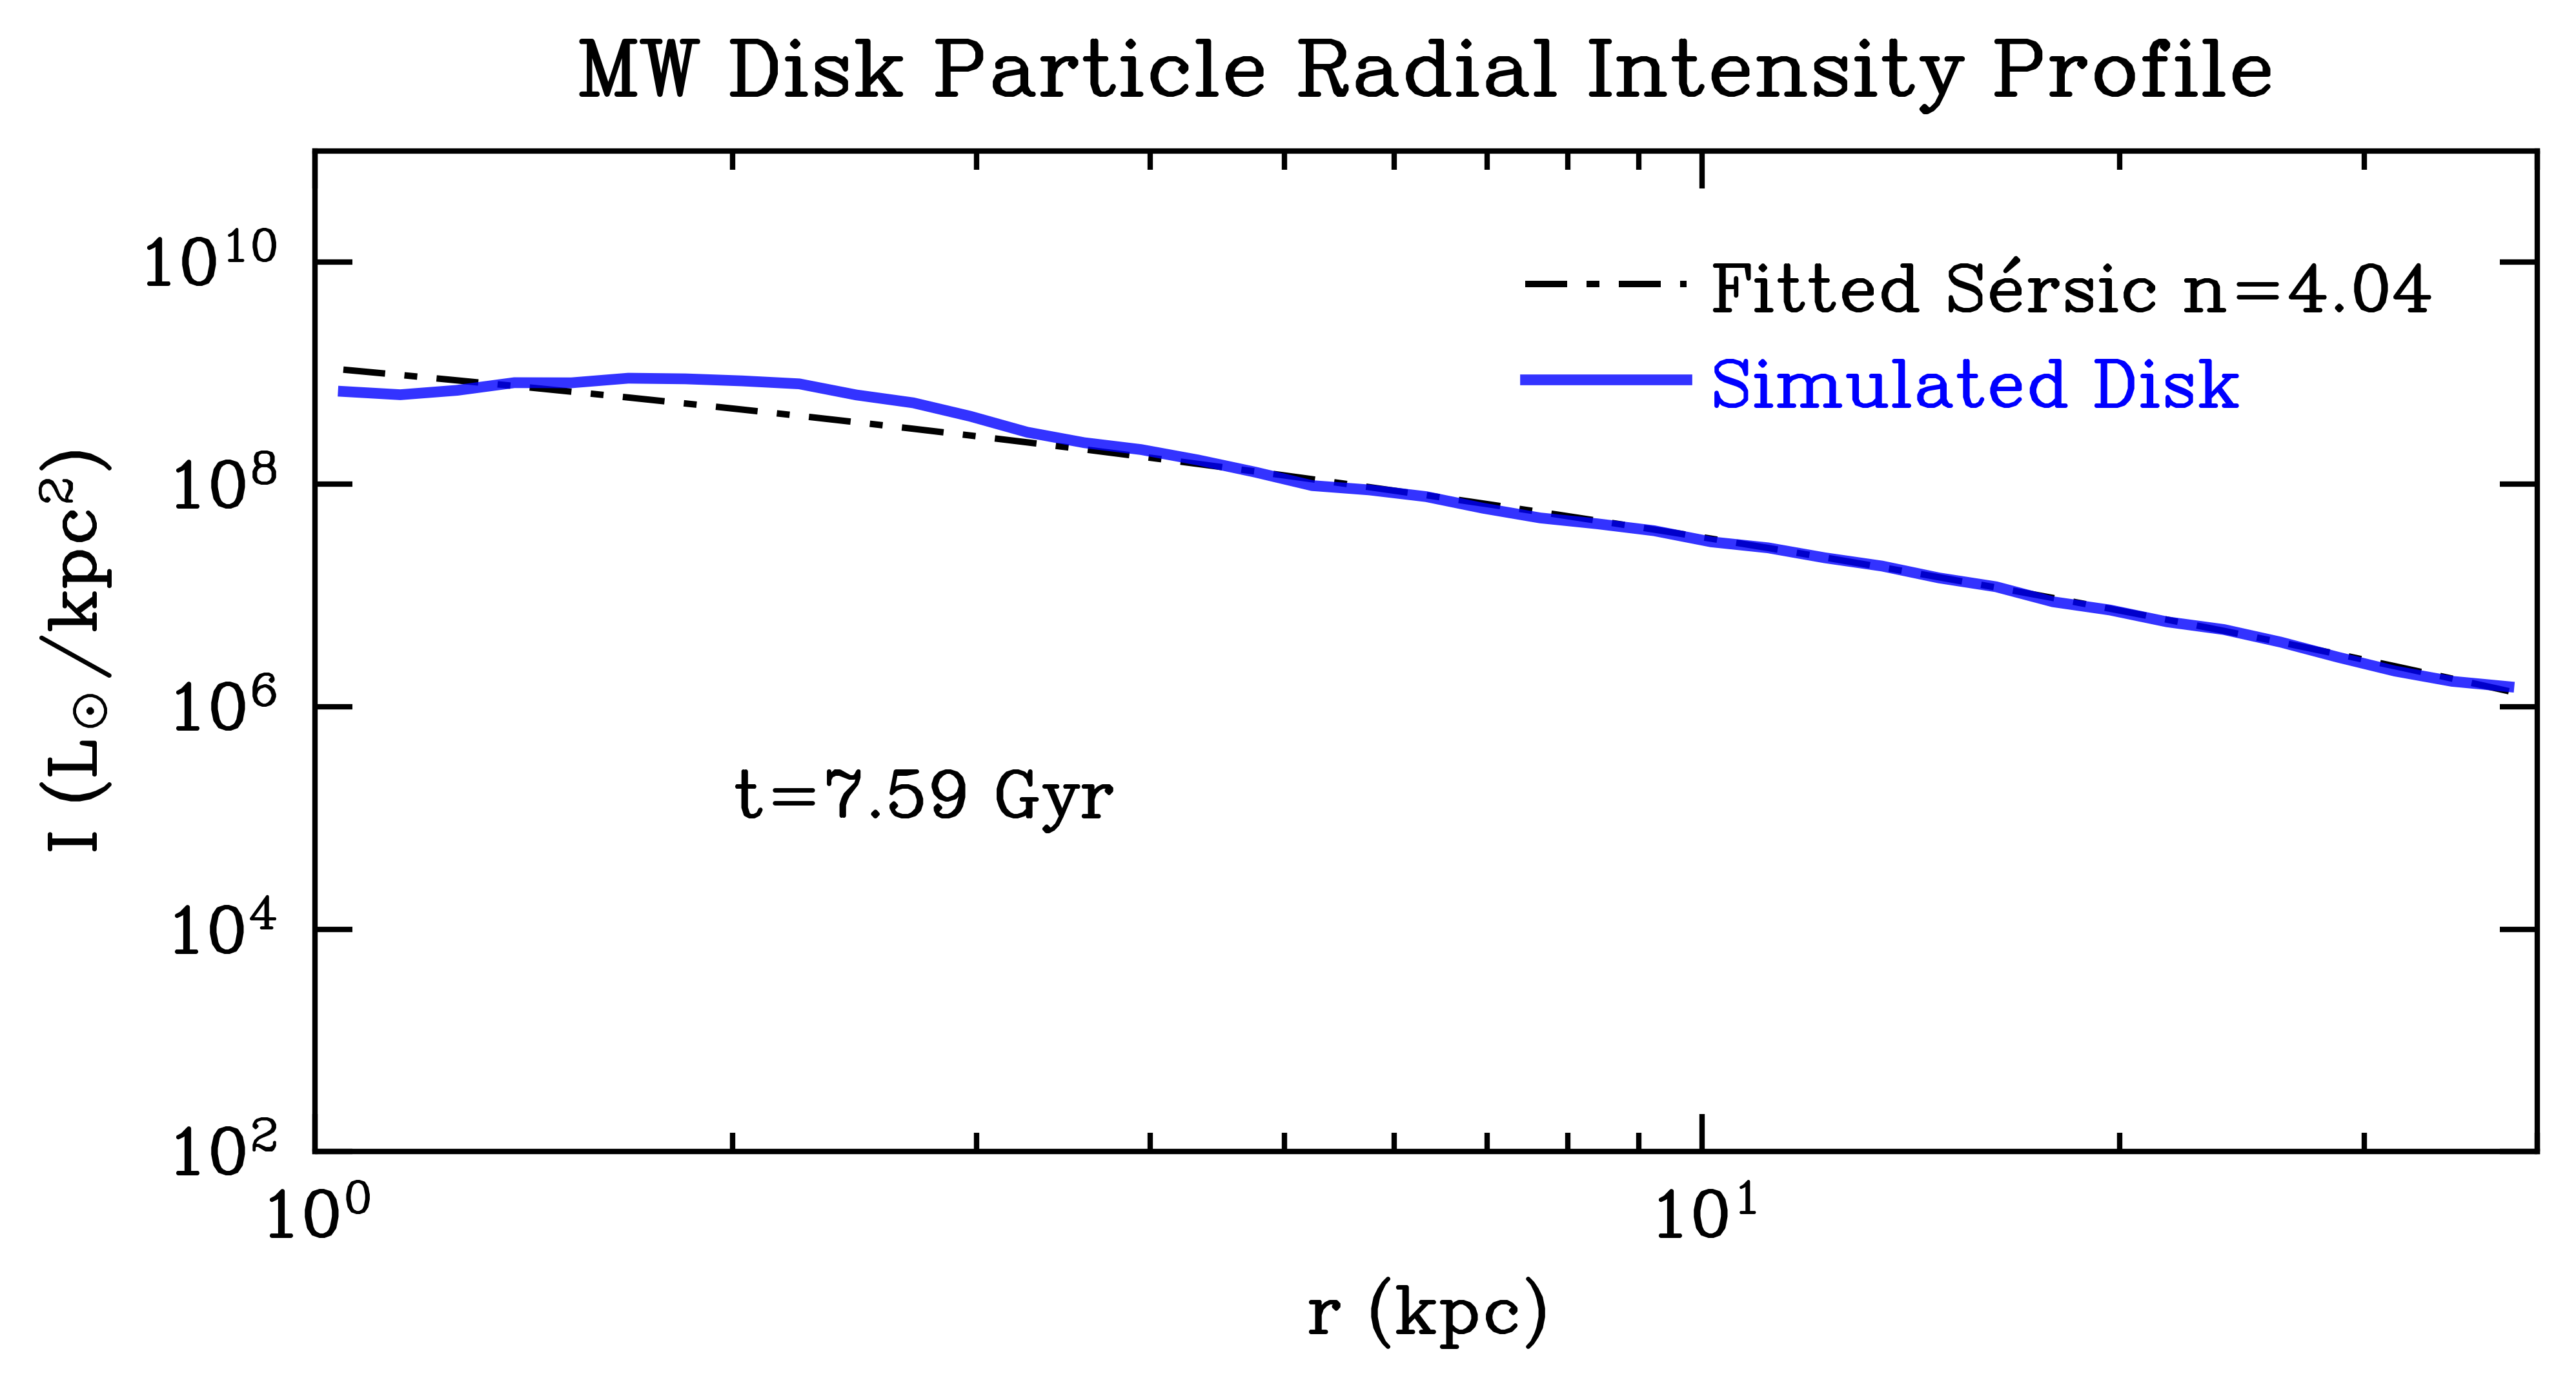 MW Disk Particle Radial Intensity Profile
10¹⁰
10⁸
10⁶
10⁴
10²
I (L⊙/kpc²)
Fitted Sérsic n=4.04
Simulated Disk
t=7.59 Gyr
10⁰
10¹
r (kpc)